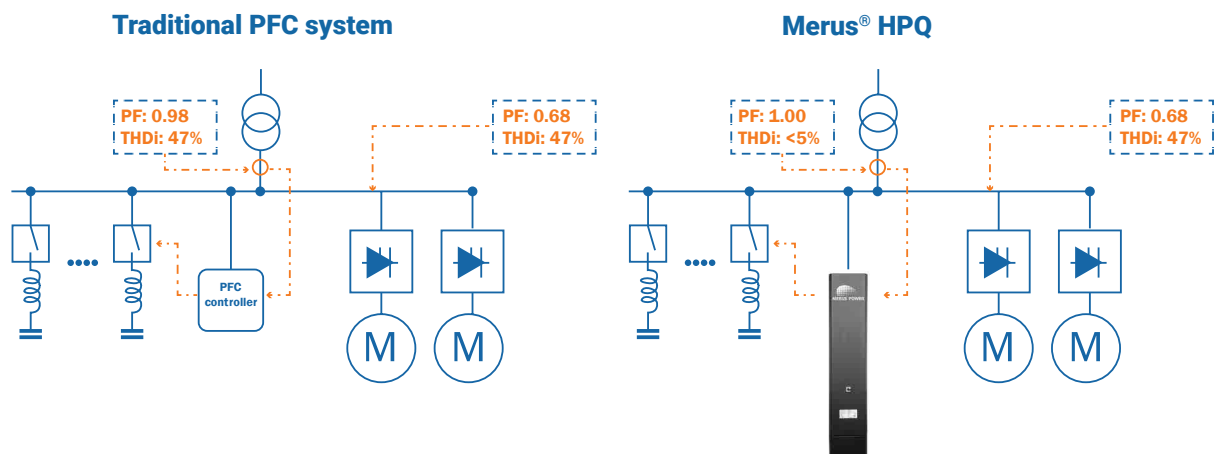 Traditional PFC system
PF: 0.98
THDi: 47%
PF: 0.68
THDi: 47%
PFC
controller
M
M
Merus® HPQ
PF: 1.00
THDi: <5%
PF: 0.68
THDi: 47%
MERUS POWER
M
M